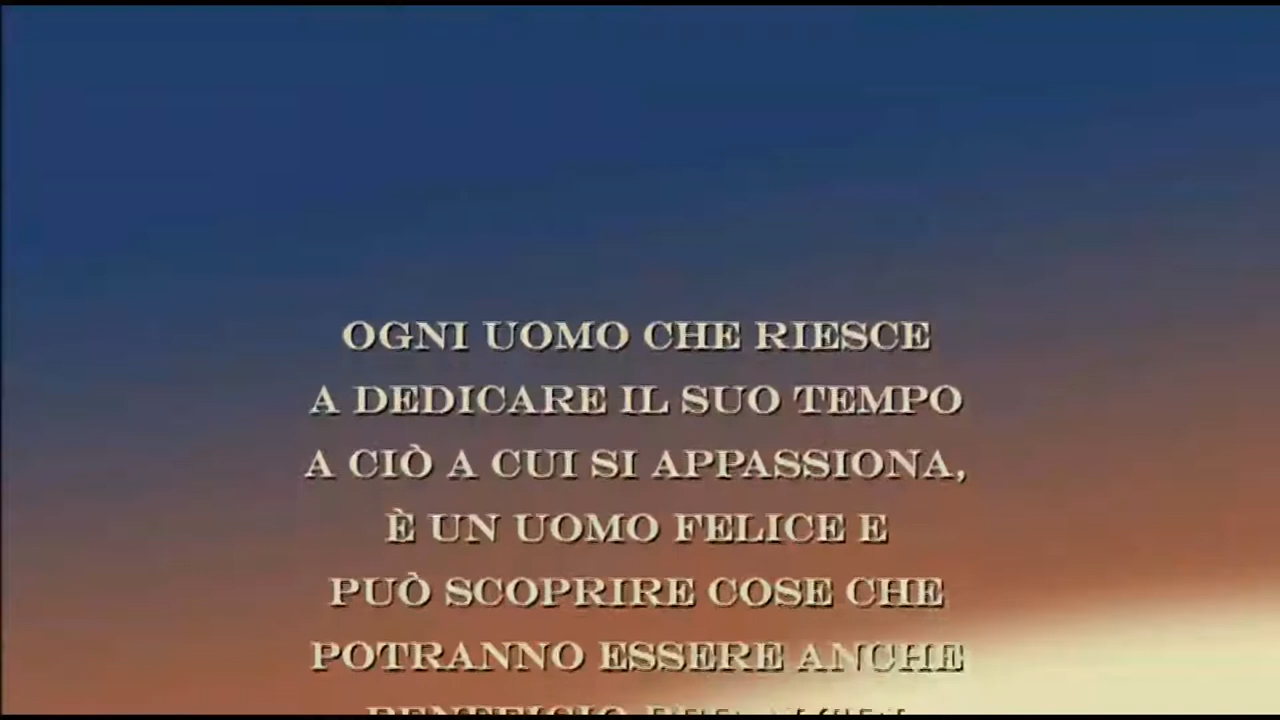 OGNI UOMO CHE RIESCE
A DEDICARE IL SUO TEMPO
A CIÒ A CUI SI APPASSIONA,
È UN UOMO FELICE E
PUÒ SCOPRIRE COSE CHE
POTRANNO ESSERE ANCHE
BENEFICIO